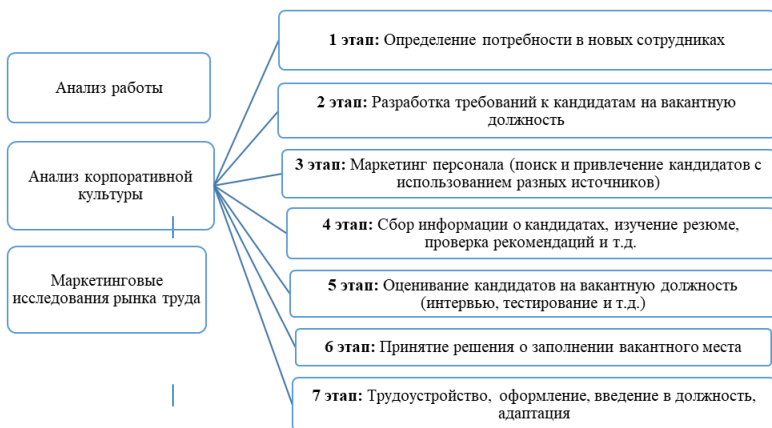 Анализ работы
Анализ корпоративной
культуры
Маркетинговые
исследования рынка труда
1 этап: Определение потребности в новых сотрудниках
2 этап: Разработка требований к кандидатам на вакантную
должность
3 этап: Маркетинг персонала (поиск и привлечение кандидатов с
использованием разных источников)
4 этап: Сбор информации о кандидатах, изучение резюме,
проверка рекомендаций и т.д.
5 этап: Оценивание кандидатов на вакантную должность
(интервью, тестирование и т.д.)
6 этап: Принятие решения о заполнении вакантного места
7 этап: Трудоустройство, оформление, введение в должность,
адаптация